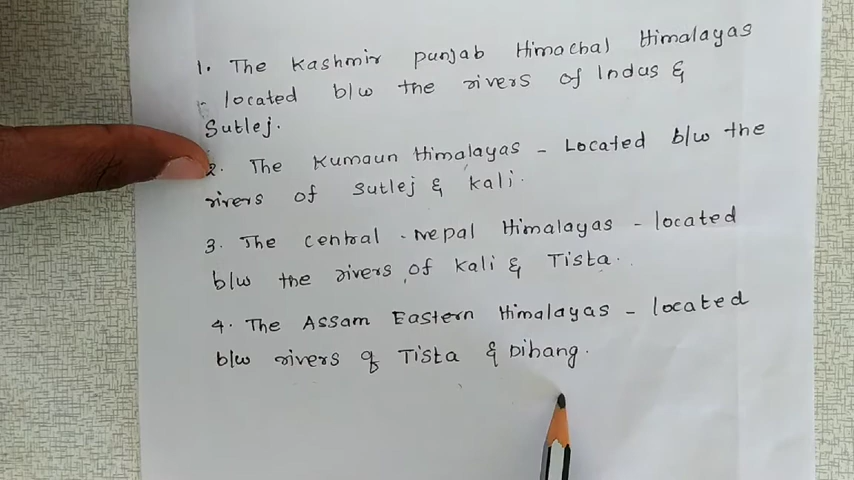 1. The Kashmir punjab Himachal Himalayas
- located b/w the rivers of Indus &
Sutlej.
2. The Kumaun Himalayas - Located b/w the
rivers of Sutlej & kali.
3. The central - Nepal Himalayas - located
b/w the rivers of kali & Tista.
4. The Assam Eastern Himalayas - located
b/w rivers of Tista & Dihang.